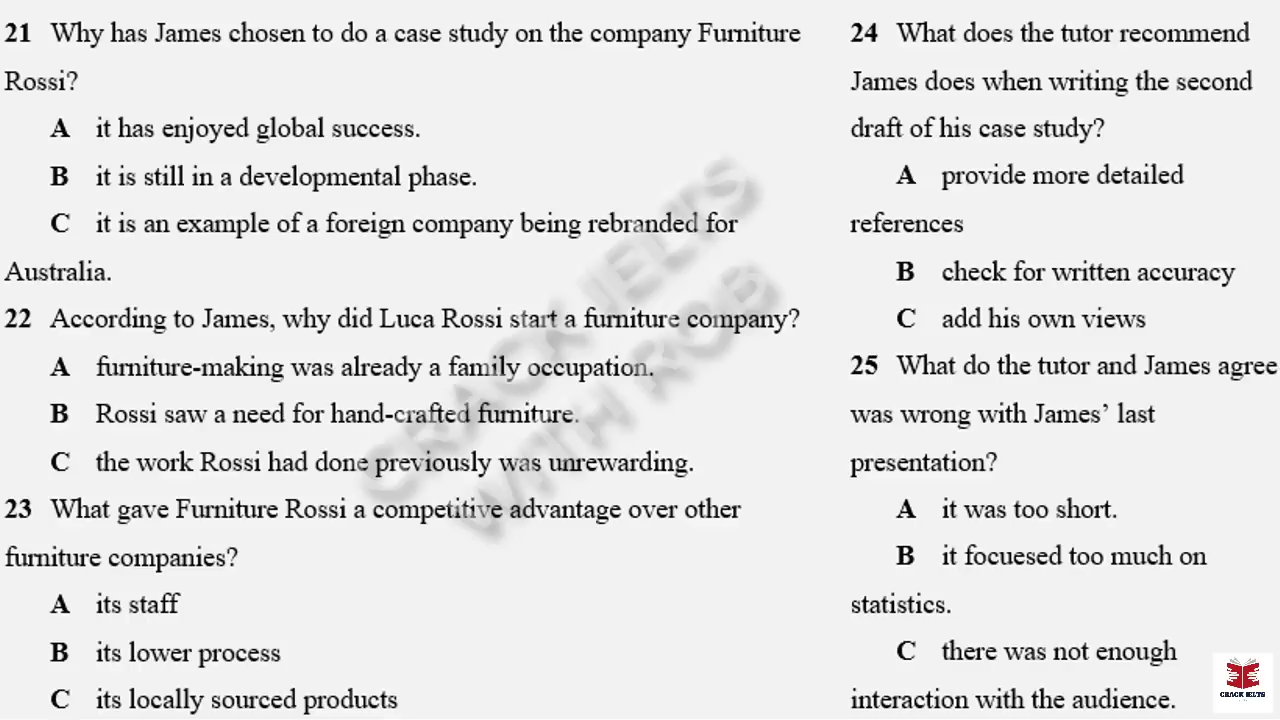 21 Why has James chosen to do a case study on the company Furniture
Rossi?
A it has enjoyed global success.
B it is still in a developmental phase.
C it is an example of a foreign company being rebranded for
Australia.
22 According to James, why did Luca Rossi start a furniture company?
A furniture-making was already a family occupation.
B Rossi saw a need for hand-crafted furniture.
C the work Rossi had done previously was unrewarding.
23 What gave Furniture Rossi a competitive advantage over other
furniture companies?
A its staff
B its lower process
C its locally sourced products
24 What does the tutor recommend
James does when writing the second
draft of his case study?
A provide more detailed
references
B check for written accuracy
C add his own views
25 What do the tutor and James agree
was wrong with James’ last
presentation?
A it was too short.
B it focuesed too much on
statistics.
C there was not enough
interaction with the audience.
CRACK IELTS
WITH ROB
CRACK IELTS